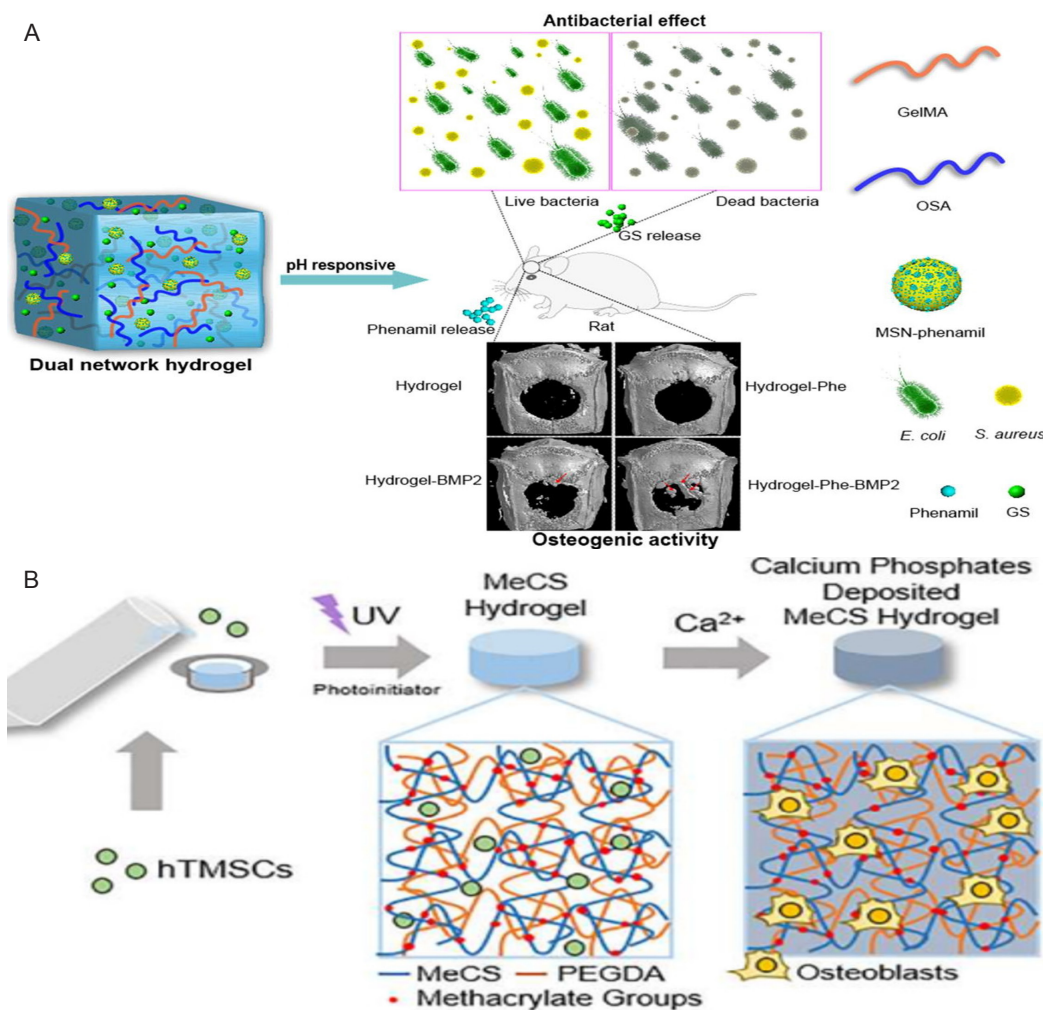 A
Antibacterial effect
GelMA
OSA
Live bacteria
Dead bacteria
GS release
pH responsive
Phenamil release
Rat
MSN-phenamil
Dual network hydrogel
Hydrogel
Hydrogel-Phe
E. coli
S. aureus
Hydrogel-BMP2
Hydrogel-Phe-BMP2
Phenamil
GS
Osteogenic activity
B
UV
Photoinitiator
MeCS
Hydrogel
Ca²⁺
Calcium Phosphates
Deposited
MeCS Hydrogel
hTMSCs
MeCS
PEGDA
Methacrylate Groups
Osteoblasts